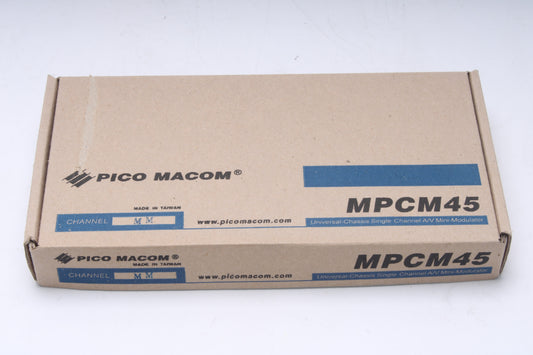 PICO MACOM®
MPCM45
MADE IN TAIWAN
CHANNEL MM www.picomacom.com Universal-Chassis Single Channel A/V Mini-Modulator
PICO MACOM®
MPCM45
MADE IN TAIWAN
CHANNEL MM www.picomacom.com Universal-Chassis Single Channel A/V Mini-Modulator